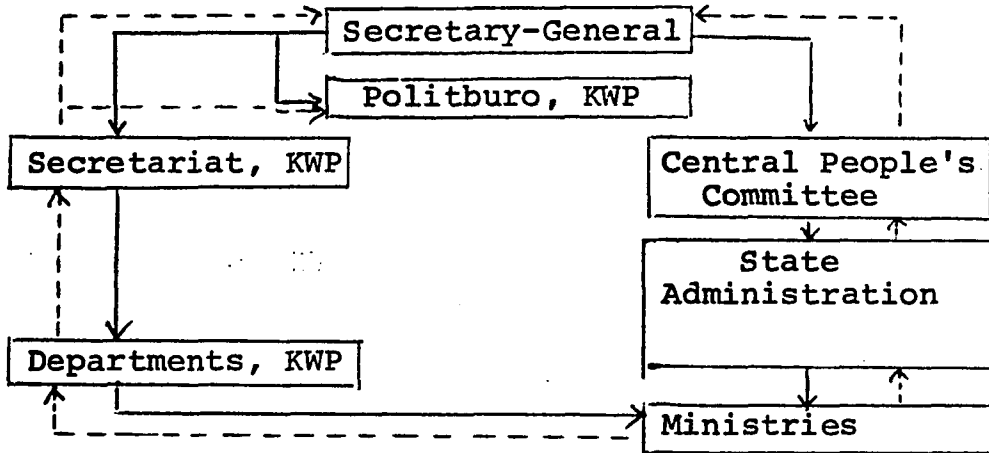 Secretary-General
Politburo, KWP
Secretariat, KWP
Central People's
Committee
State
Administration
Departments, KWP
Ministries